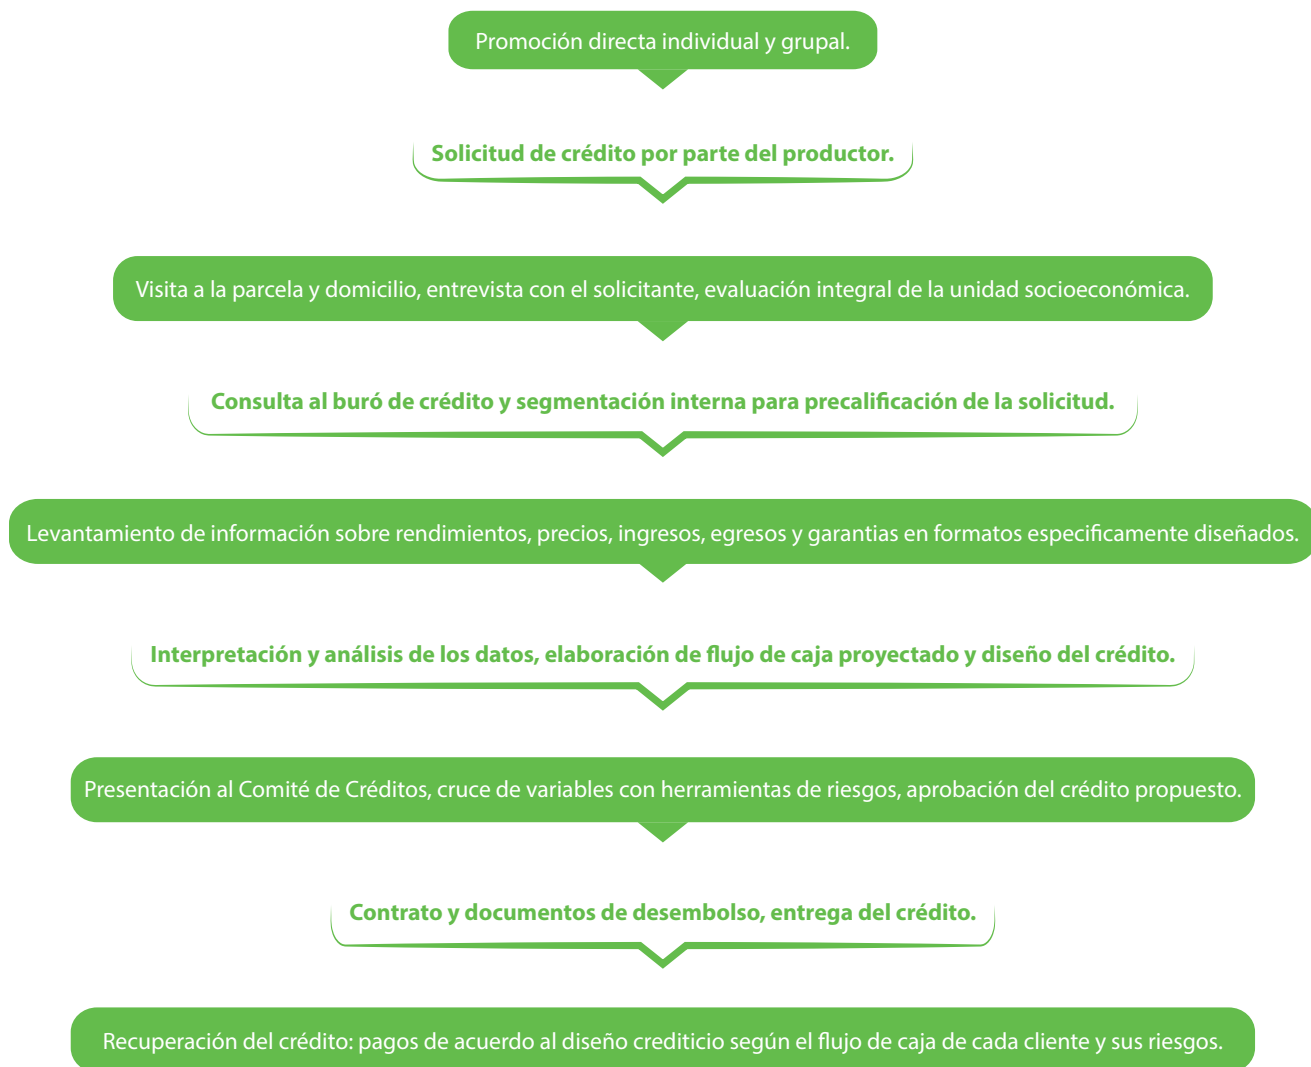 Promoción directa individual y grupal.
Solicitud de crédito por parte del productor.
Visita a la parcela y domicilio, entrevista con el solicitante, evaluación integral de la unidad socioeconómica.
Consulta al buró de crédito y segmentación interna para precalificación de la solicitud.
Levantamiento de información sobre rendimientos, precios, ingresos, egresos y garantias en formatos especificamente diseñados.
Interpretación y análisis de los datos, elaboración de flujo de caja proyectado y diseño del crédito.
Presentación al Comité de Créditos, cruce de variables con herramientas de riesgos, aprobación del crédito propuesto.
Contrato y documentos de desembolso, entrega del crédito.
Recuperación del crédito: pagos de acuerdo al diseño crediticio según el flujo de caja de cada cliente y sus riesgos.